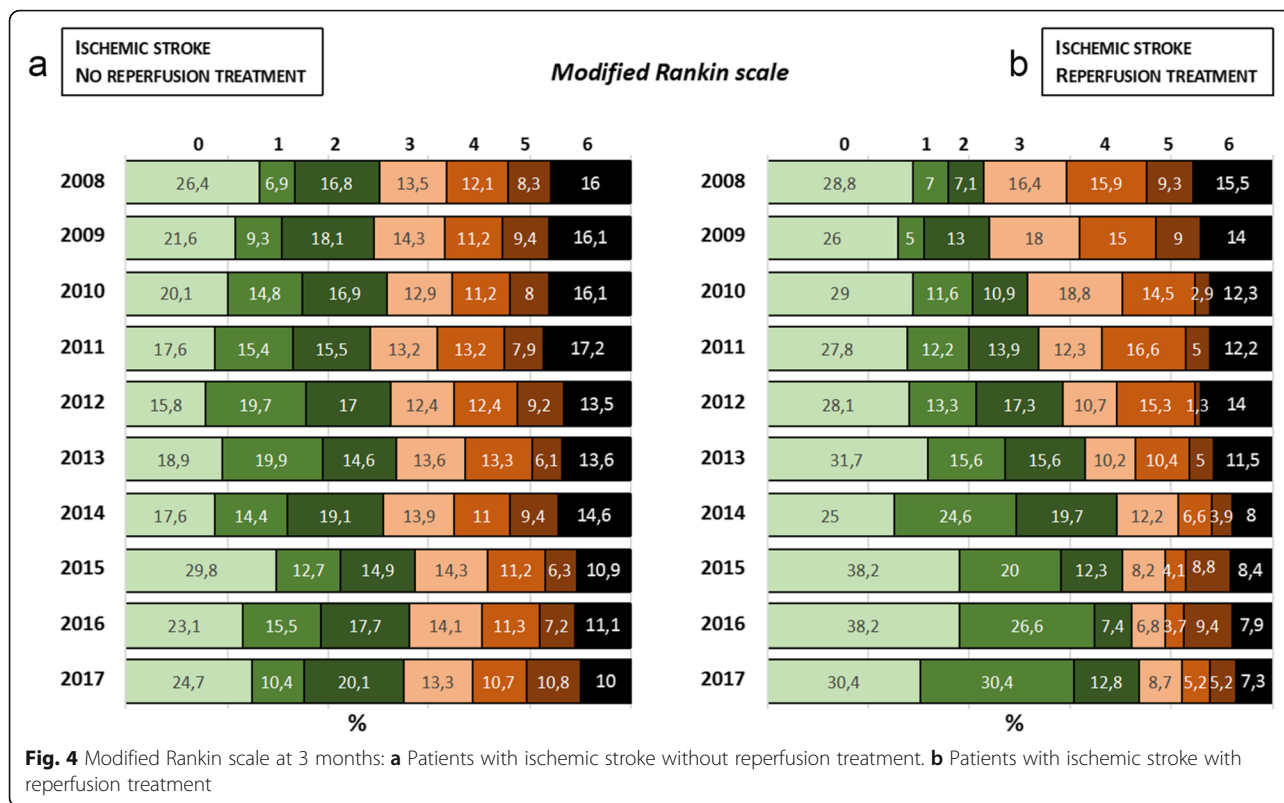 a
ISCHEMIC STROKE
NO REPERFUSION TREATMENT
Modified Rankin scale
b
ISCHEMIC STROKE
REPERFUSION TREATMENT
0 1 2 3 4 5 6
2008 26,4 6,9 16,8 13,5 12,1 8,3 16
2009 21,6 9,3 18,1 14,3 11,2 9,4 16,1
2010 20,1 14,8 16,9 12,9 11,2 8 16,1
2011 17,6 15,4 15,5 13,2 13,2 7,9 17,2
2012 15,8 19,7 17 12,4 12,4 9,2 13,5
2013 18,9 19,9 14,6 13,6 13,3 6,1 13,6
2014 17,6 14,4 19,1 13,9 11 9,4 14,6
2015 29,8 12,7 14,9 14,3 11,2 6,3 10,9
2016 23,1 15,5 17,7 14,1 11,3 7,2 11,1
2017 24,7 10,4 20,1 13,3 10,7 10,8 10
%
0 1 2 3 4 5 6
2008 28,8 7 7,1 16,4 15,9 9,3 15,5
2009 26 5 13 18 15 9 14
2010 29 11,6 10,9 18,8 14,5 2,9 12,3
2011 27,8 12,2 13,9 12,3 16,6 5 12,2
2012 28,1 13,3 17,3 10,7 15,3 1,3 14
2013 31,7 15,6 15,6 10,2 10,4 5 11,5
2014 25 24,6 19,7 12,2 6,6 3,9 8
2015 38,2 20 12,3 8,2 4,1 8,8 8,4
2016 38,2 26,6 7,4 6,8 3,7 9,4 7,9
2017 30,4 30,4 12,8 8,7 5,2 5,2 7,3
%
Fig. 4 Modified Rankin scale at 3 months: a Patients with ischemic stroke without reperfusion treatment. b Patients with ischemic stroke with
reperfusion treatment